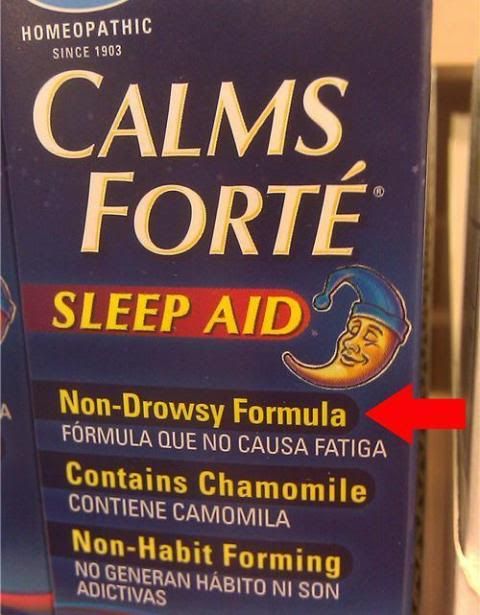 HOMEOPATHIC
SINCE 1903
CALMS
FORTÉ®
SLEEP AID
Non-Drowsy Formula
FÓRMULA QUE NO CAUSA FATIGA
Contains Chamomile
CONTIENE CAMOMILA
Non-Habit Forming
NO GENERAN HÁBITO NI SON
ADICTIVAS